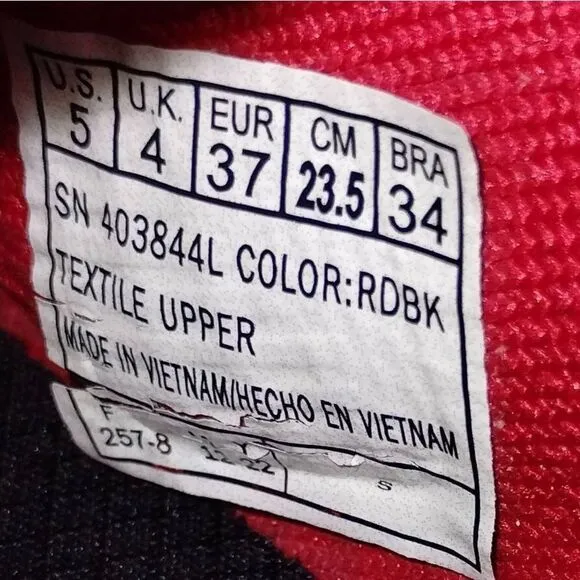 U.S. U.K. EUR CM BRA
5 4 37 23.5 34
SN 403844L COLOR:RDBK
TEXTILE UPPER
MADE IN VIETNAM/HECHO EN VIETNAM
F
257-8 S